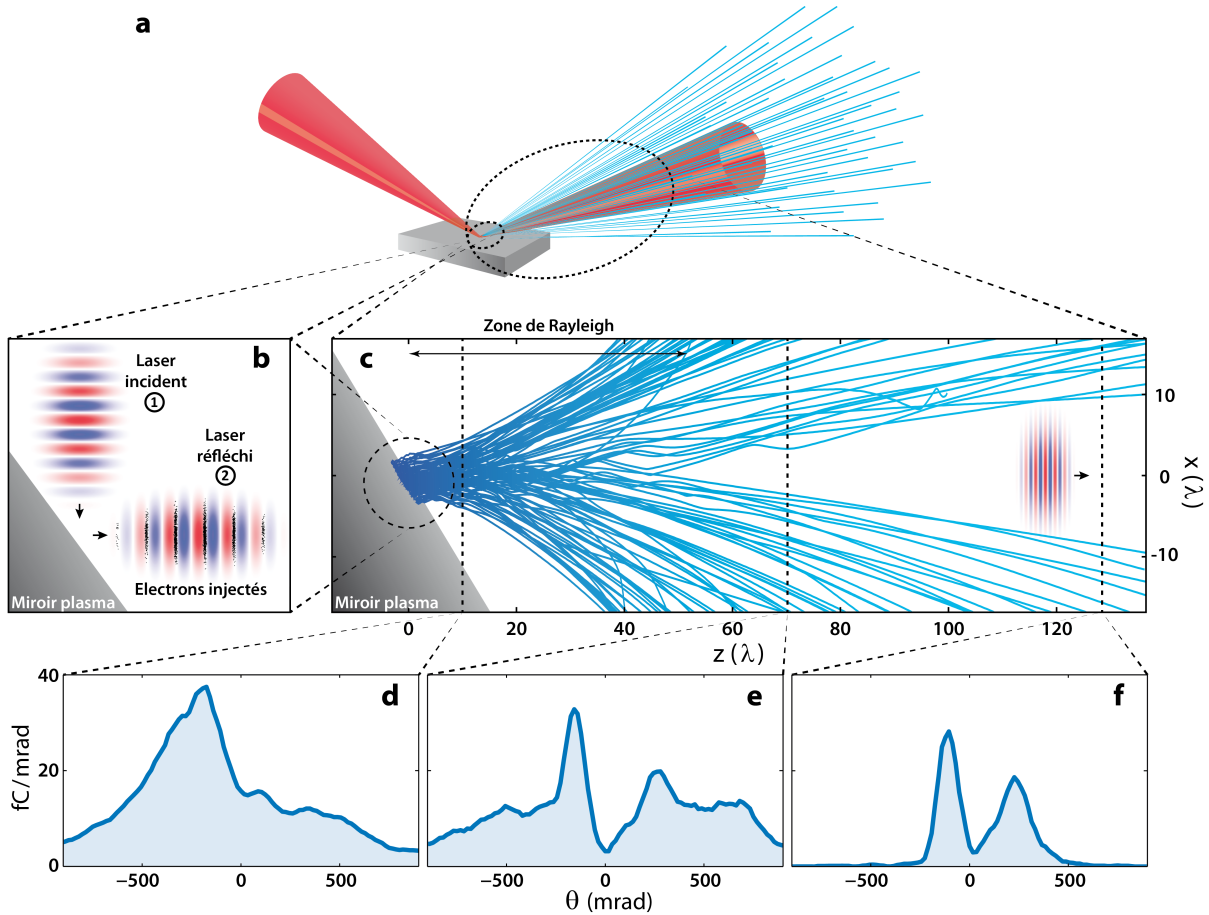 a
Zone de Rayleigh
b
Laser
incident
1
Laser
réfléchi
2
Electrons injectés
Miroir plasma
c
Miroir plasma
10
0
-10
x (λ)
0 20 40 60 80 100 120
z (λ)
d
e
f
40
20
0
fC/mrad
−500 0 500
−500 0 500
−500 0 500
θ (mrad)